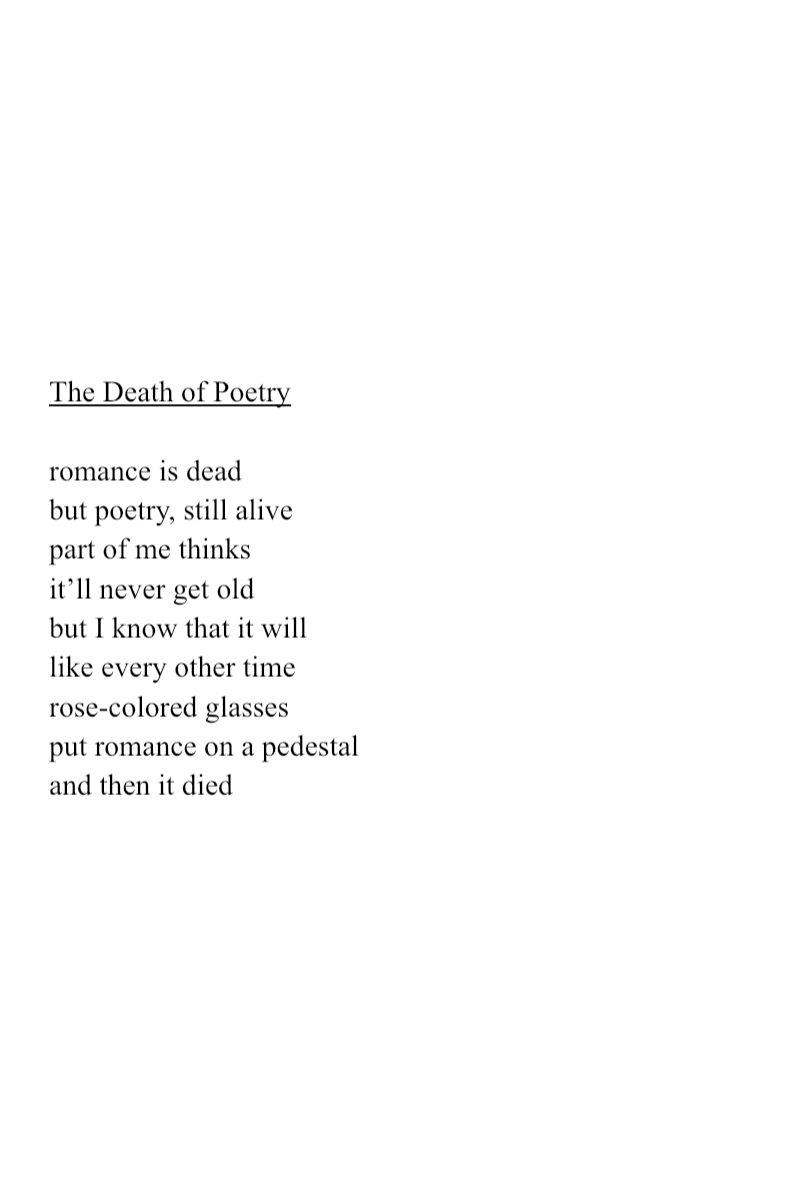 The Death of Poetry
romance is dead
but poetry, still alive
part of me thinks
it’ll never get old
but I know that it will
like every other time
rose-colored glasses
put romance on a pedestal
and then it died